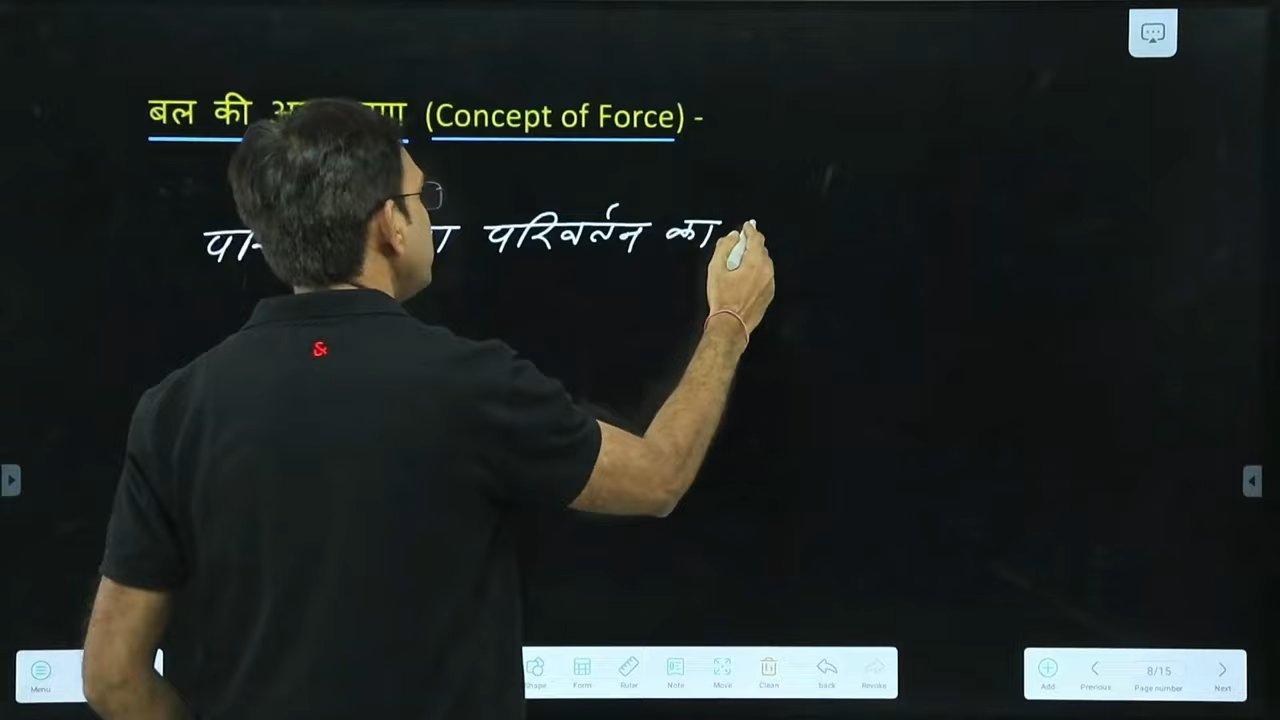 बल की (Concept of Force) -
परिवर्तन का
&
Menu Shape Form Ruler Note Move Clean back Revoke Add Previous 8/15 Page number Next